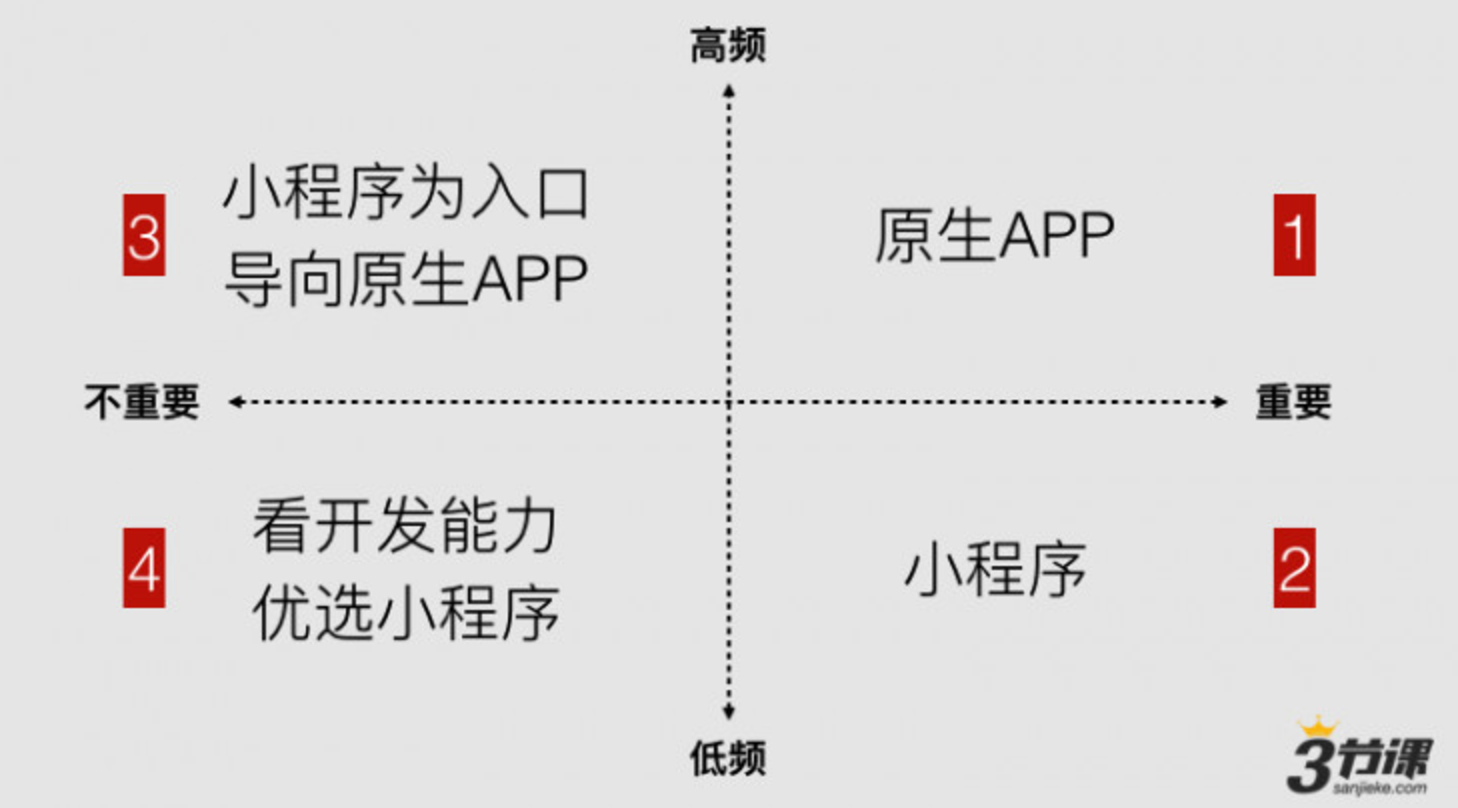 高频
小程序为入口
导向原生APP
3
原生APP
1
不重要
重要
看开发能力
优选小程序
4
小程序
2
低频
3节课
sanjieke.com